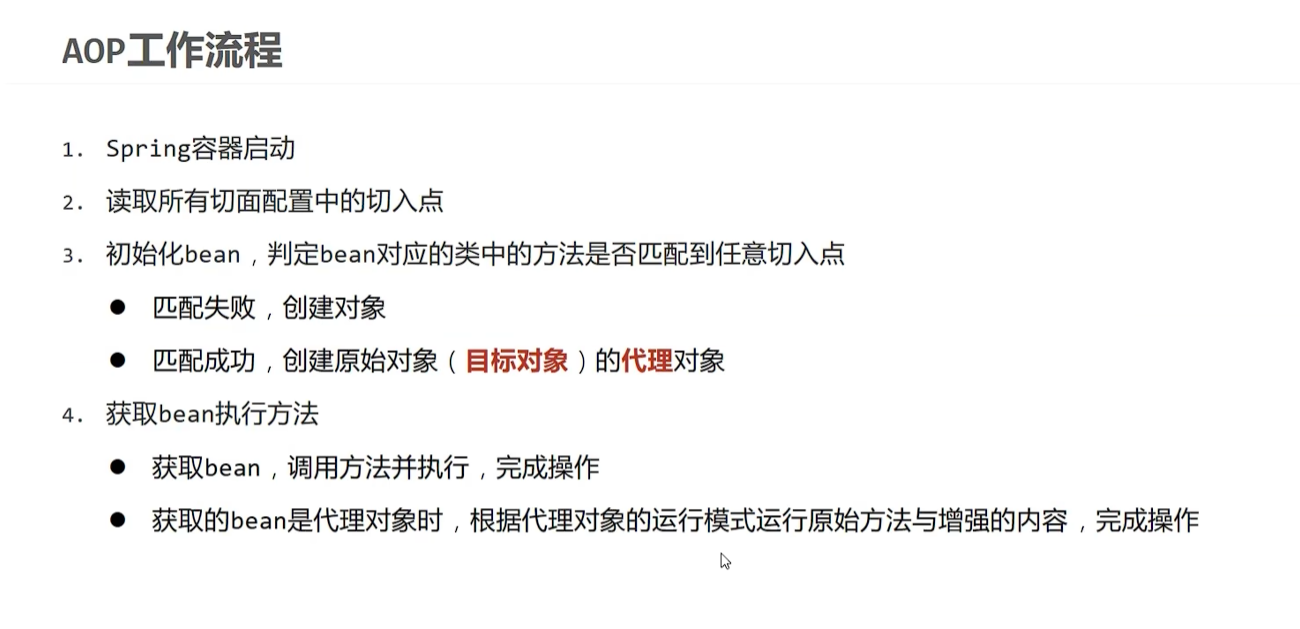 AOP工作流程
1. Spring容器启动
2. 读取所有切面配置中的切入点
3. 初始化bean，判定bean对应的类中的方法是否匹配到任意切入点
● 匹配失败，创建对象
● 匹配成功，创建原始对象（目标对象）的代理对象
4. 获取bean执行方法
● 获取bean，调用方法并执行，完成操作
● 获取的bean是代理对象时，根据代理对象的运行模式运行原始方法与增强的内容，完成操作